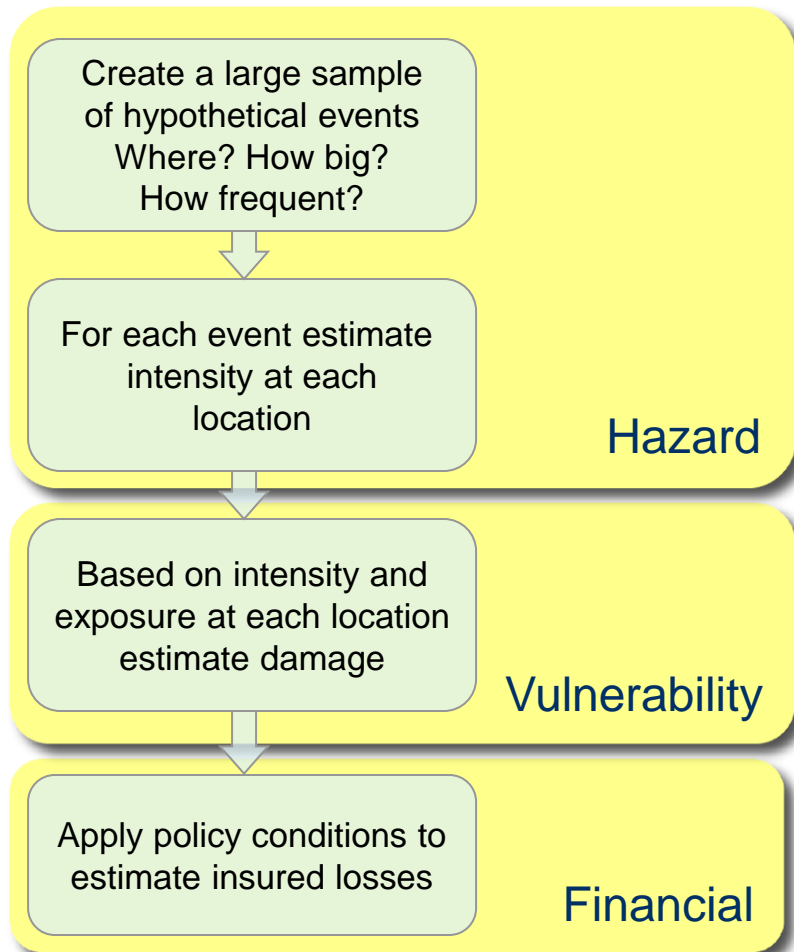 Create a large sample
of hypothetical events
Where? How big?
How frequent?
For each event estimate
intensity at each
location
Hazard
Based on intensity and
exposure at each location
estimate damage
Vulnerability
Apply policy conditions to
estimate insured losses
Financial